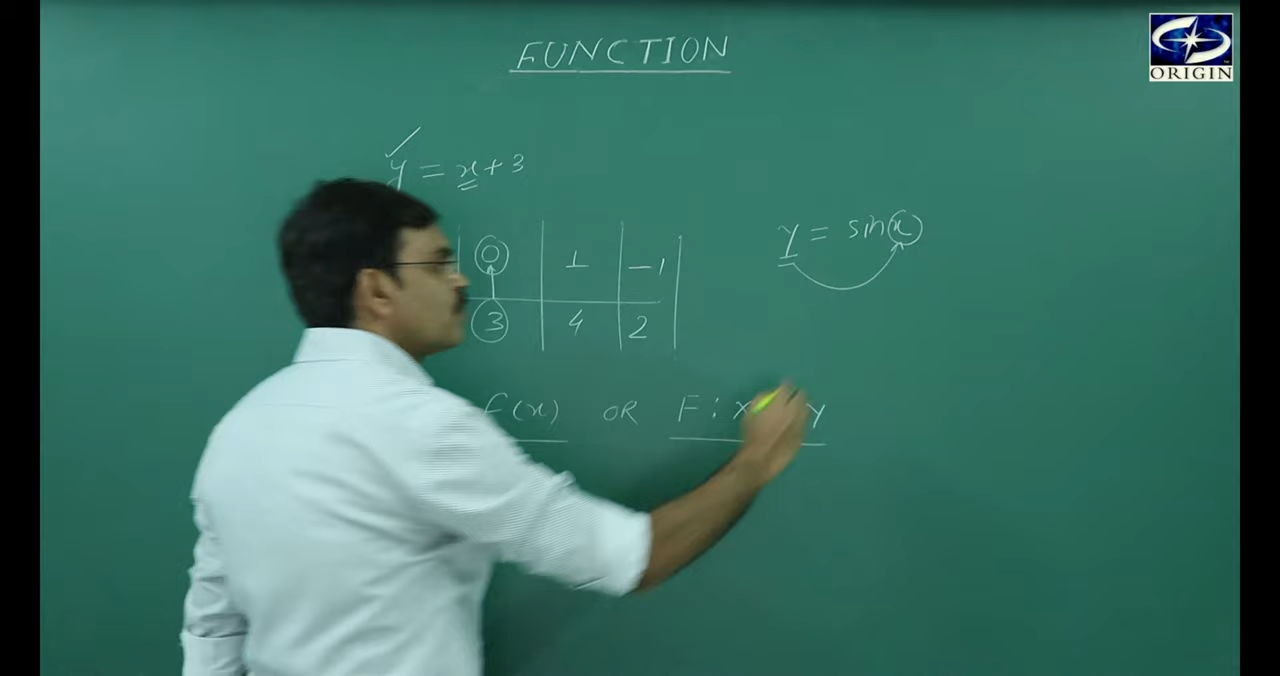 FUNCTION
ORIGIN
y = x + 3
y = sin(x)
0 1 -1
3 4 2
f(x) OR F : x y